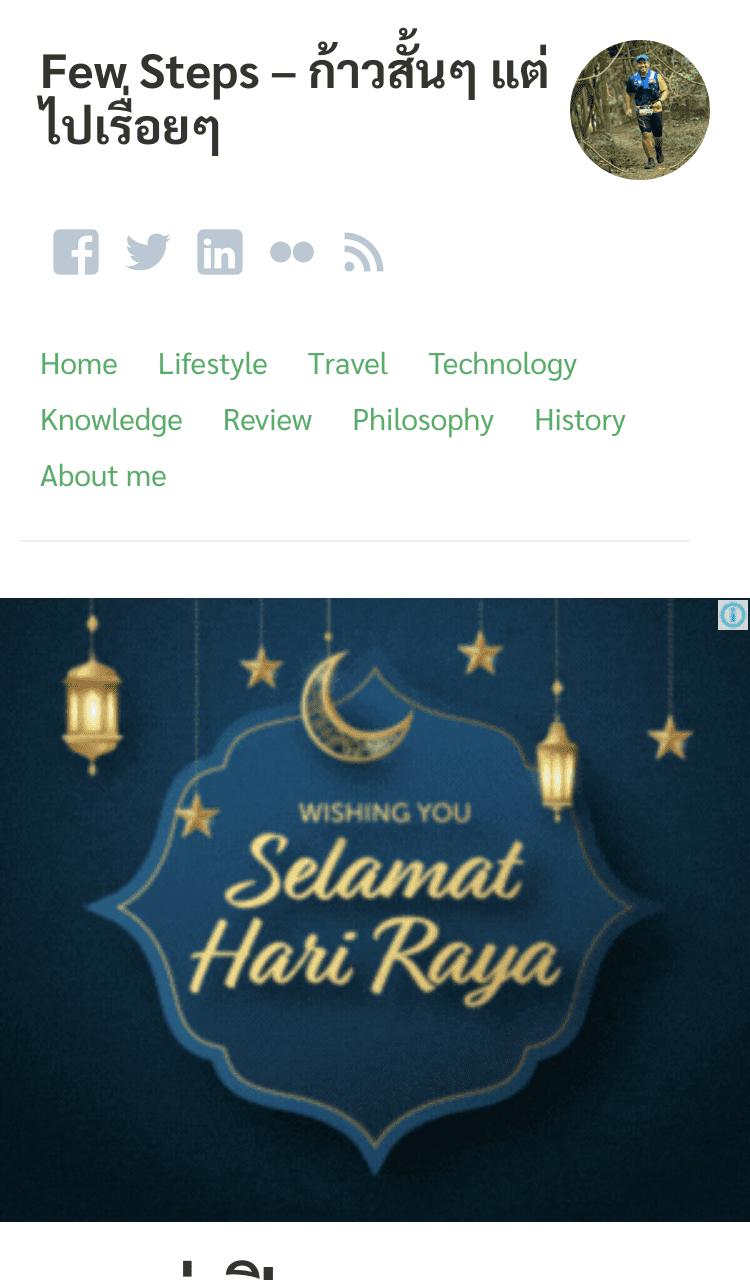 Few Steps – ก้าวสั้นๆ แต่
ไปเรื่อยๆ
Home Lifestyle Travel Technology
Knowledge Review Philosophy History
About me
WISHING YOU
Selamat
Hari Raya